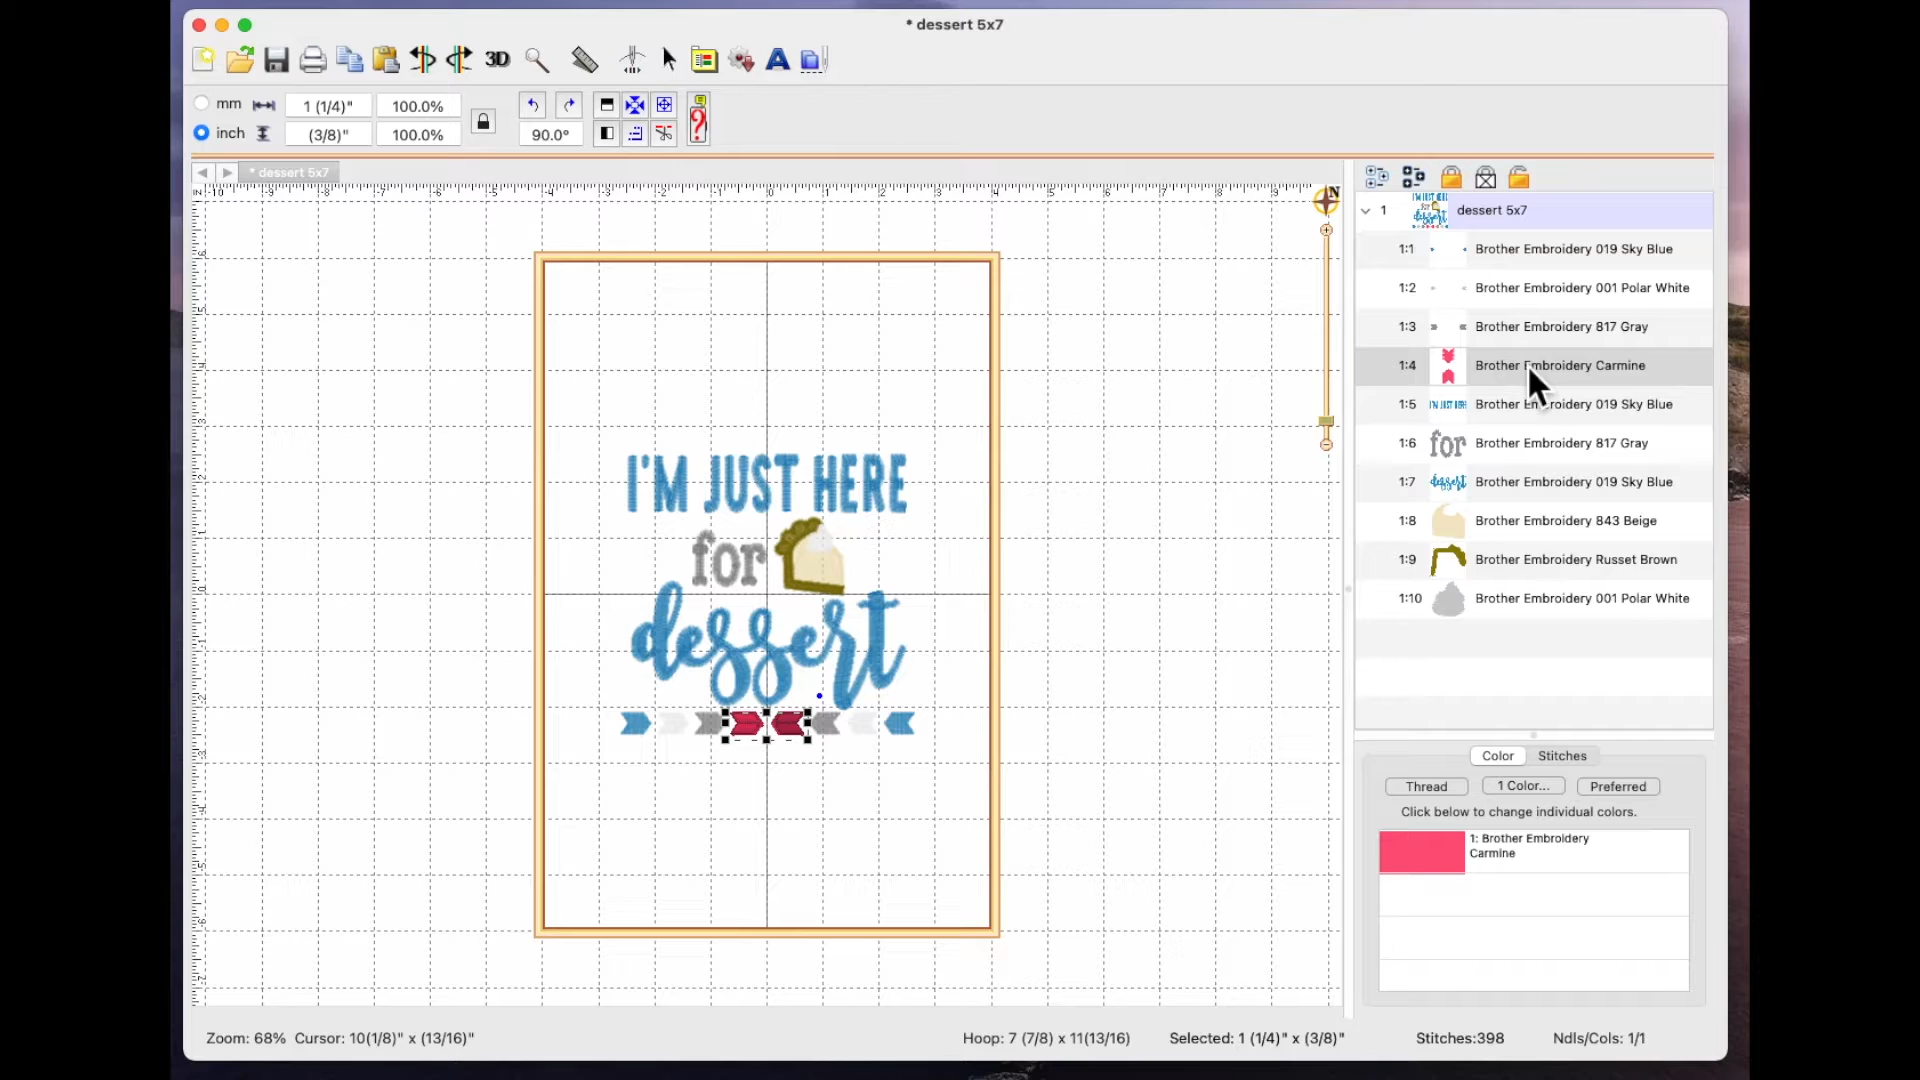 * dessert 5x7
3D
A
mm
1 (1/4)"
100.0%
inch
(3/8)"
100.0%
90.0°
?
* dessert 5x7
N
I'M JUST HERE
for
dessert
1
dessert 5x7
1:1
Brother Embroidery 019 Sky Blue
1:2
Brother Embroidery 001 Polar White
1:3
Brother Embroidery 817 Gray
1:4
Brother Embroidery Carmine
1:5
I'M JUST HERE
Brother Embroidery 019 Sky Blue
1:6
for
Brother Embroidery 817 Gray
1:7
dessert
Brother Embroidery 019 Sky Blue
1:8
Brother Embroidery 843 Beige
1:9
Brother Embroidery Russet Brown
1:10
Brother Embroidery 001 Polar White
Color
Stitches
Thread
1 Color...
Preferred
Click below to change individual colors.
1: Brother Embroidery
Carmine
Zoom: 68% Cursor: 10(1/8)" x (13/16)"
Hoop: 7 (7/8) x 11(13/16)
Selected: 1 (1/4)" x (3/8)"
Stitches:398
Ndls/Cols: 1/1